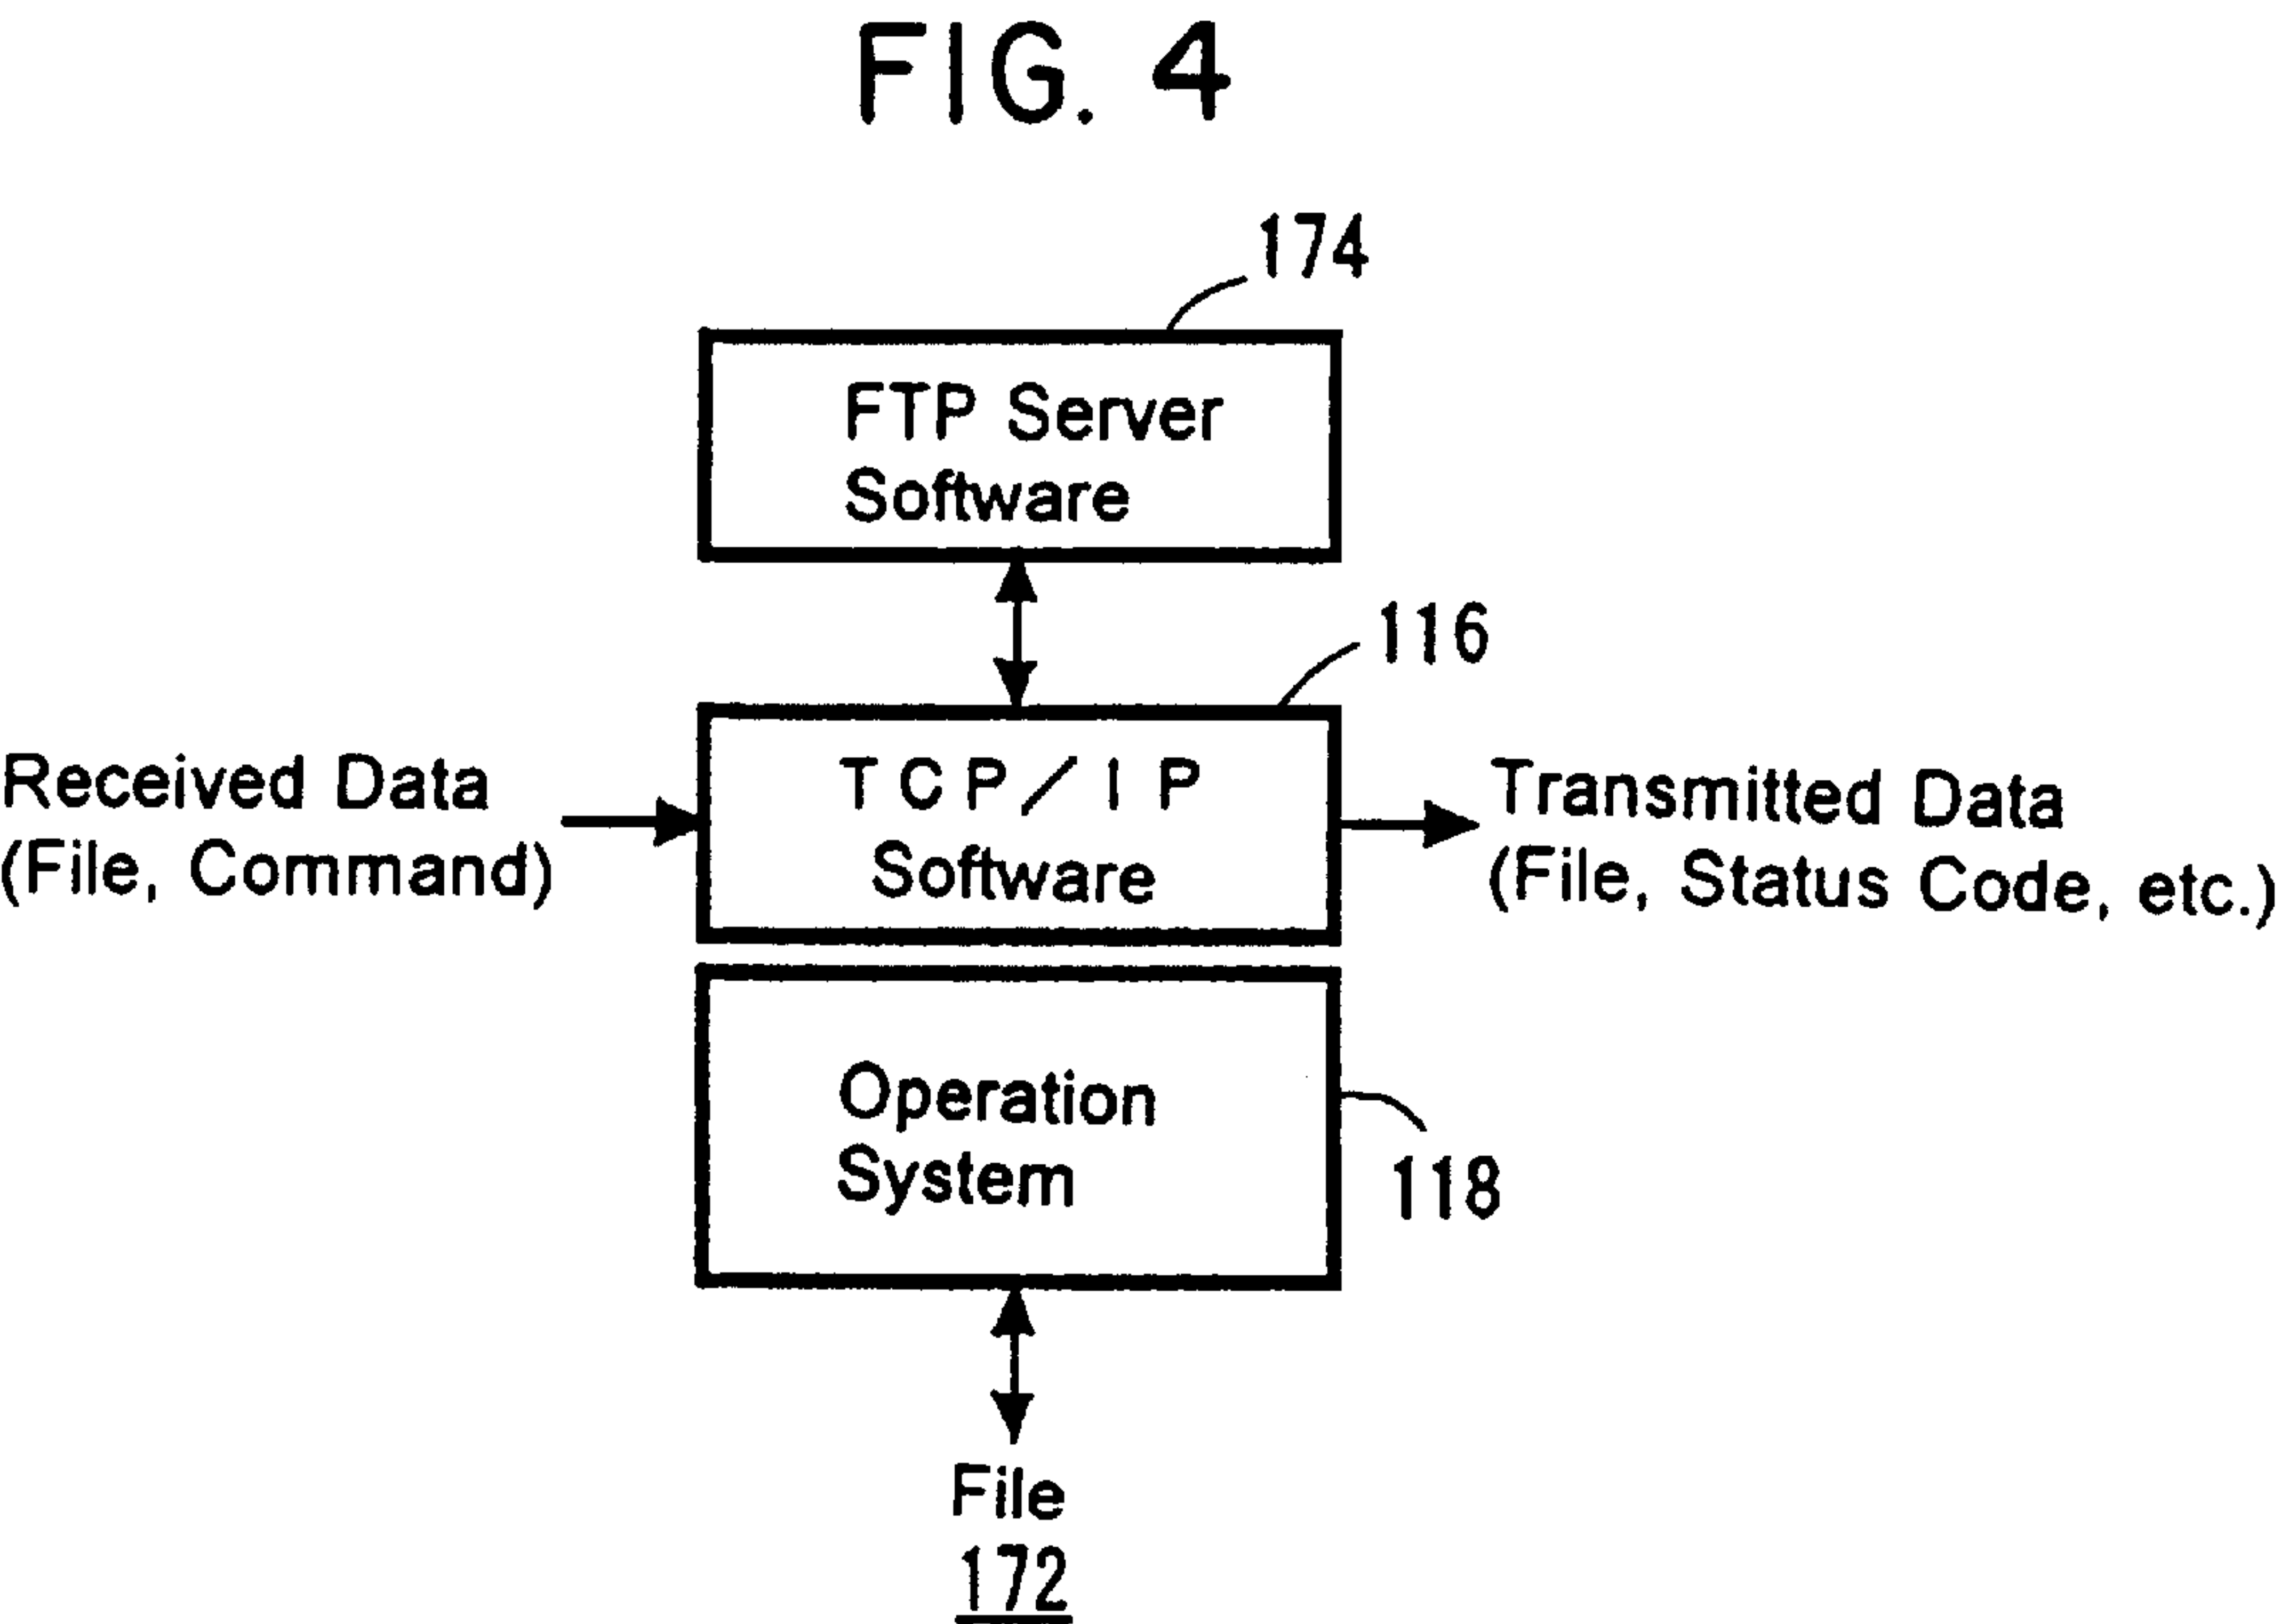 FIG. 4
174
FTP Server
Software
116
Received Data
(File, Command)
TCP/IP
Software
Transmitted Data
(File, Status Code, etc.)
Operation
System
118
File
172